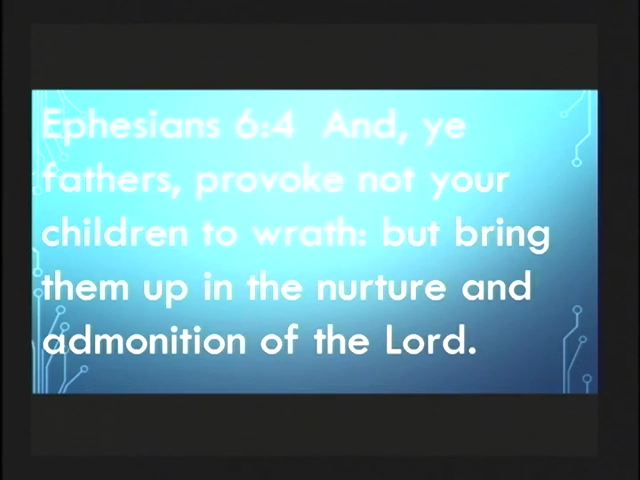 Ephesians 6:4  And, ye
fathers, provoke not your
children to wrath: but bring
them up in the nurture and
admonition of the Lord.